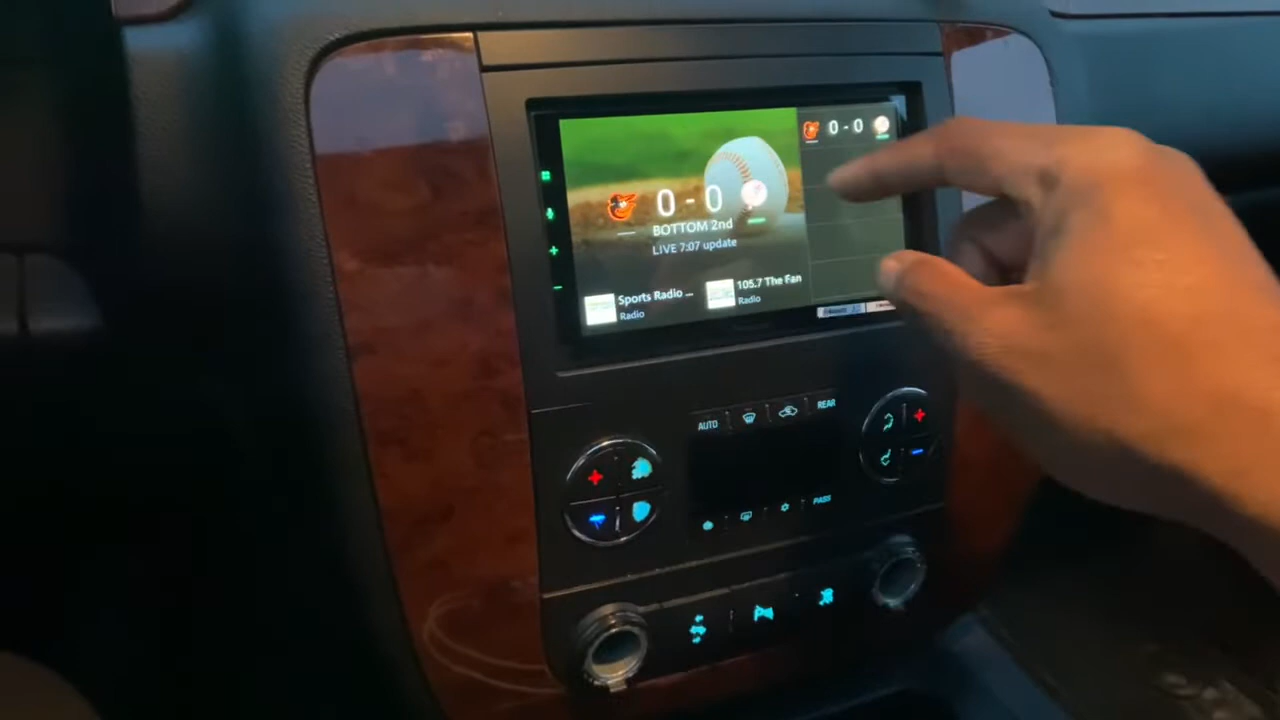 0 - 0
0 - 0
BOTTOM 2nd
LIVE 7:07 update
Sports Radio ...
Radio
105.7 The Fan
Radio
AUTO
REAR
PASS